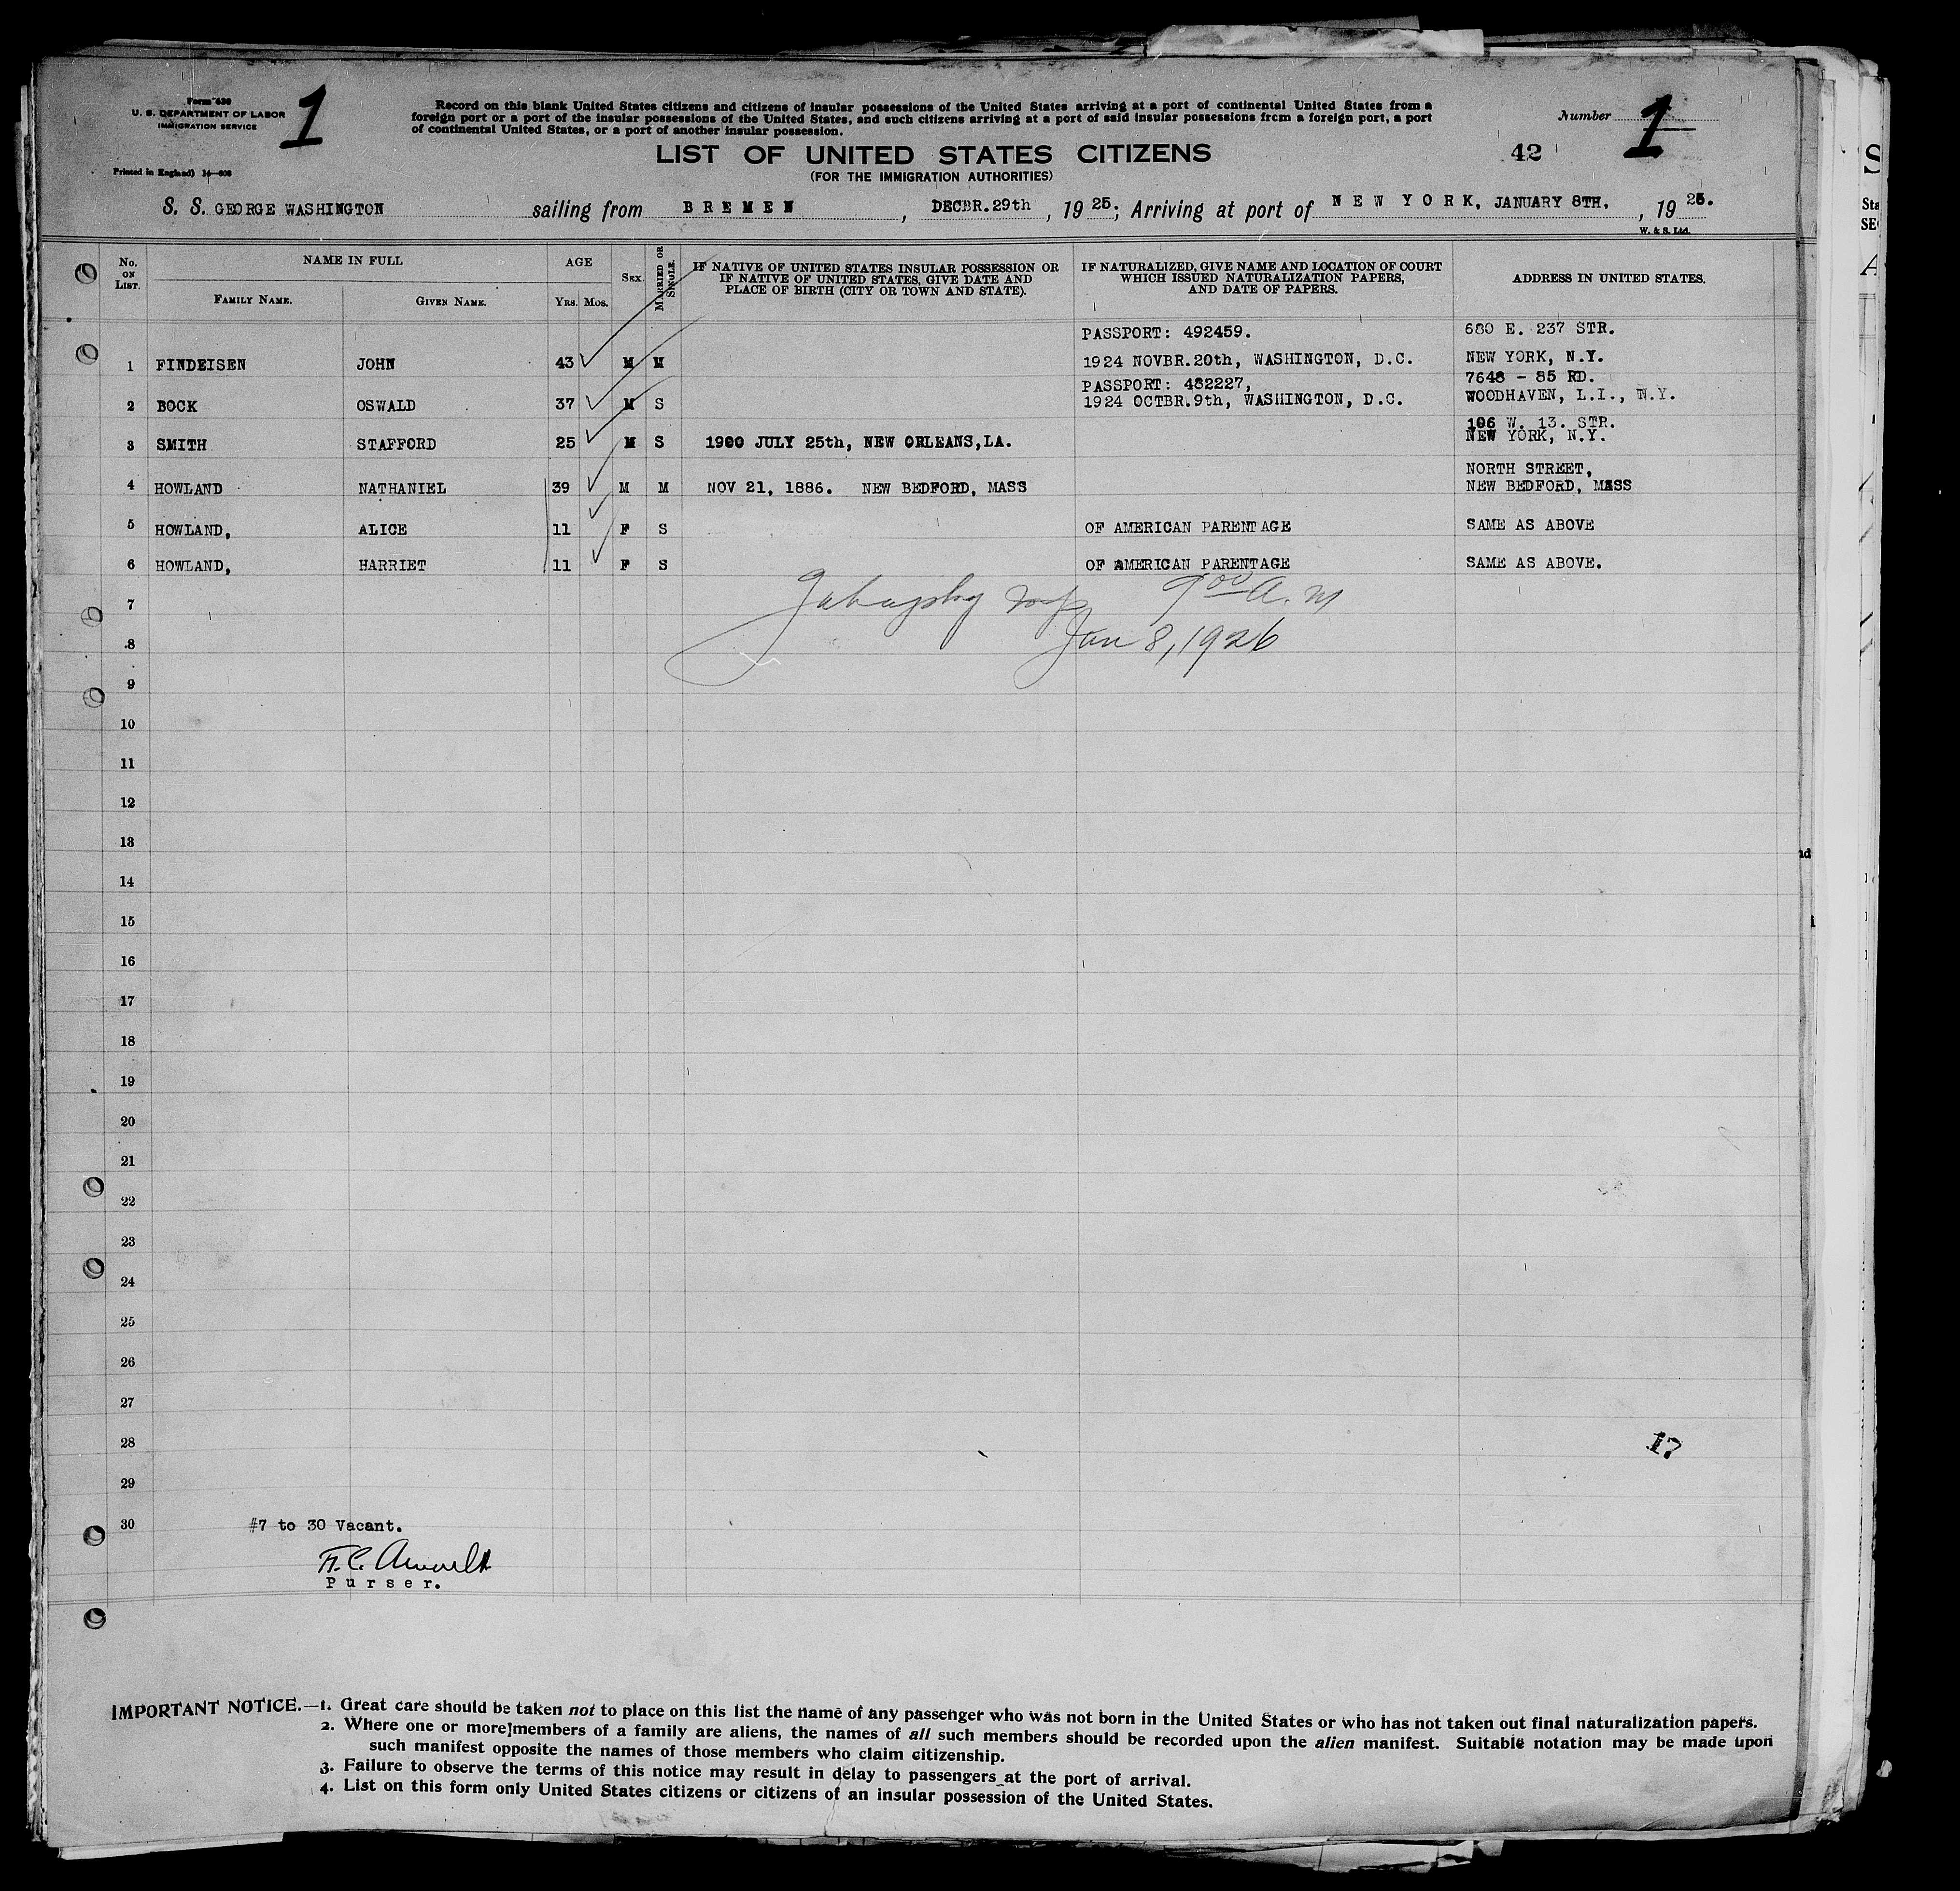 Form 630
U. S. DEPARTMENT OF LABOR
IMMIGRATION SERVICE
1
Printed in England) 14—606
Record on this blank United States citizens and citizens of insular possessions of the United States arriving at a port of continental United States from a
foreign port or a port of the insular possessions of the United States, and such citizens arriving at a port of said insular possessions from a foreign port, a port
of continental United States, or a port of another insular possession.
Number 1
LIST OF UNITED STATES CITIZENS
42
(FOR THE IMMIGRATION AUTHORITIES)
S. S. GEORGE WASHINGTON sailing from BREMEN, DECBR.29th, 1925; Arriving at port of NEW YORK, JANUARY 8TH, , 1926.
W. & S. Ltd.
No. ON LIST. NAME IN FULL AGE SEX. MARRIED OR SINGLE. IF NATIVE OF UNITED STATES INSULAR POSSESSION OR IF NATIVE OF UNITED STATES, GIVE DATE AND PLACE OF BIRTH (CITY OR TOWN AND STATE). IF NATURALIZED, GIVE NAME AND LOCATION OF COURT WHICH ISSUED NATURALIZATION PAPERS, AND DATE OF PAPERS. ADDRESS IN UNITED STATES.
FAMILY NAME. GIVEN NAME. YRS. MOS.
PASSPORT: 492459. 680 E. 237 STR.
1 FINDEISEN JOHN 43 M M 1924 NOVBR.20th, WASHINGTON, D.C. NEW YORK, N.Y.
PASSPORT: 482227, 7648 - 85 RD.
2 BOCK OSWALD 37 M S 1924 OCTBR.9th, WASHINGTON, D.C. WOODHAVEN, L.I., N.Y.
106 W. 13. STR.
3 SMITH STAFFORD 25 M S 1900 JULY 25th, NEW ORLEANS,LA. NEW YORK, N.Y.
NORTH STREET,
4 HOWLAND NATHANIEL 39 M M NOV 21, 1886. NEW BEDFORD, MASS NEW BEDFORD, MASS
5 HOWLAND, ALICE 11 F S OF AMERICAN PARENTAGE SAME AS ABOVE
6 HOWLAND, HARRIET 11 F S OF AMERICAN PARENTAGE SAME AS ABOVE.
7 9 00 A. M
8 Jan 8, 1926
9
10
11
12
13
14
15
16
17
18
19
20
21
22
23
24
25
26
27
28
17
29
30 #7 to 30 Vacant.
Purser.
IMPORTANT NOTICE.—1. Great care should be taken not to place on this list the name of any passenger who was not born in the United States or who has not taken out final naturalization papers.
2. Where one or more members of a family are aliens, the names of all such members should be recorded upon the alien manifest. Suitable notation may be made upon
such manifest opposite the names of those members who claim citizenship.
3. Failure to observe the terms of this notice may result in delay to passengers at the port of arrival.
4. List on this form only United States citizens or citizens of an insular possession of the United States.